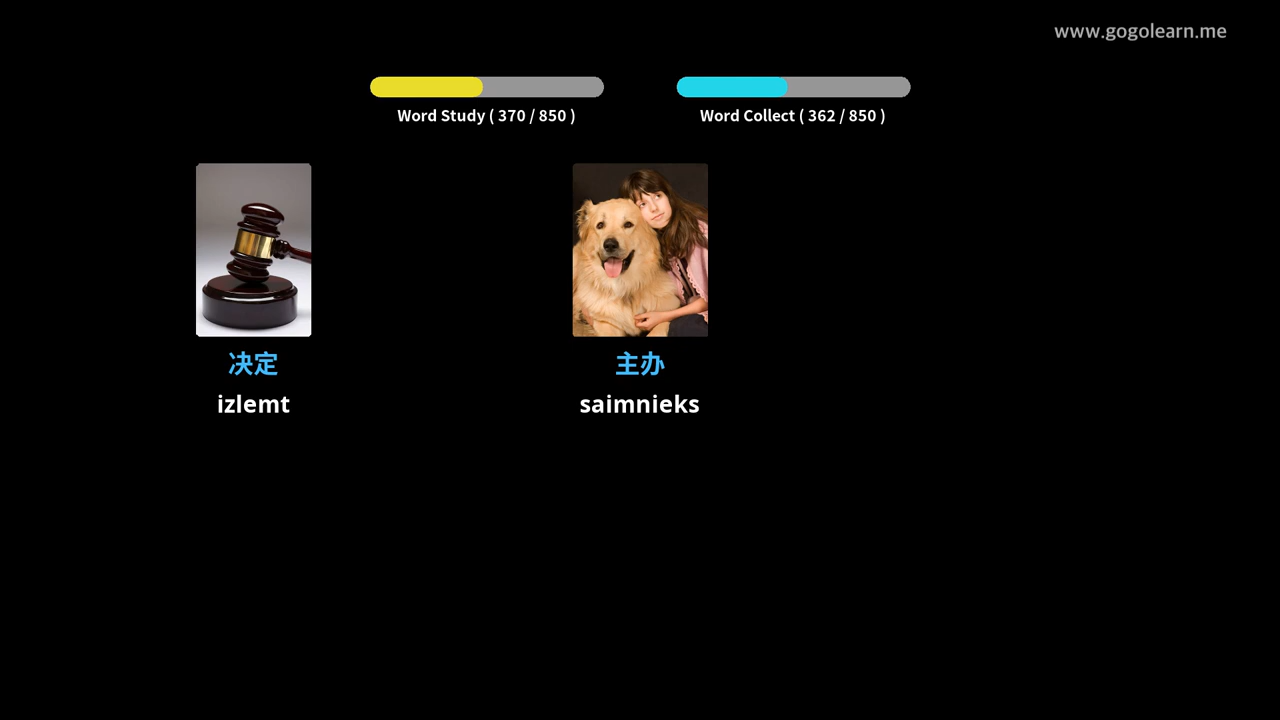 www.gogolearn.me
Word Study ( 370 / 850 )
Word Collect ( 362 / 850 )
决定
主办
izlemt
saimnieks